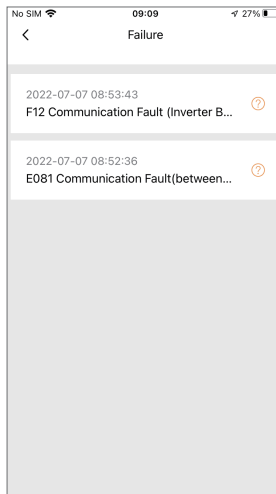 No SIM 09:09 27%
Failure
2022-07-07 08:53:43
F12 Communication Fault (Inverter B...
2022-07-07 08:52:36
E081 Communication Fault(between...